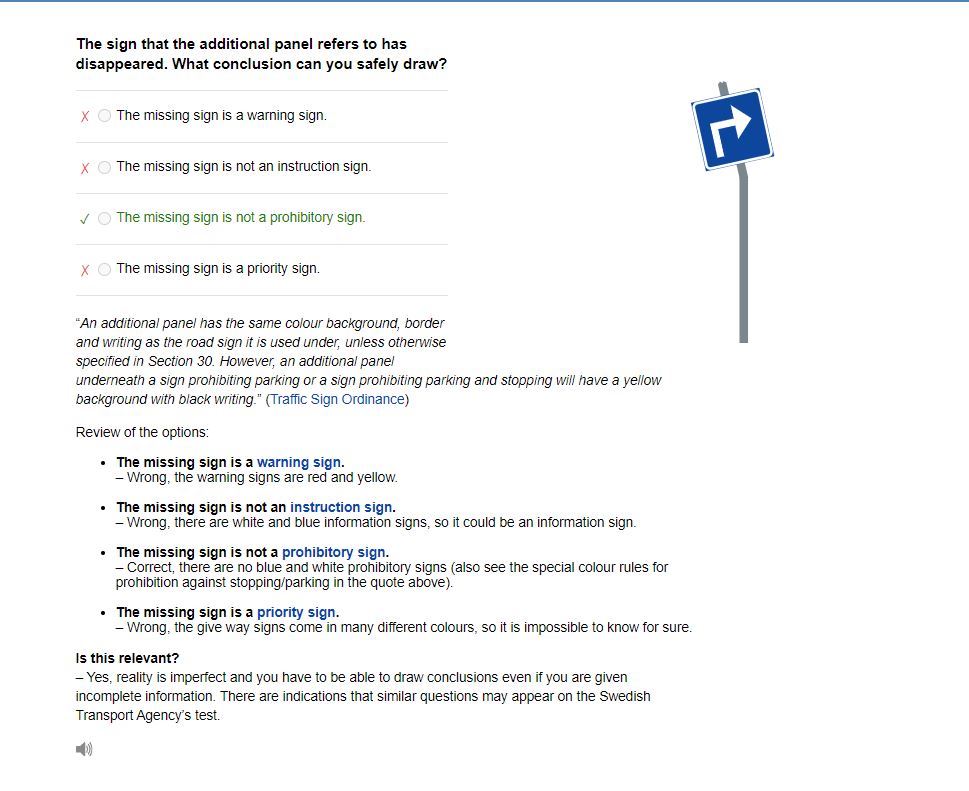 The sign that the additional panel refers to has
disappeared. What conclusion can you safely draw?
The missing sign is a warning sign.
The missing sign is not an instruction sign.
The missing sign is not a prohibitory sign.
The missing sign is a priority sign.
“An additional panel has the same colour background, border
and writing as the road sign it is used under, unless otherwise
specified in Section 30. However, an additional panel
underneath a sign prohibiting parking or a sign prohibiting parking and stopping will have a yellow
background with black writing.” (Traffic Sign Ordinance)
Review of the options:
• The missing sign is a warning sign.
– Wrong, the warning signs are red and yellow.
• The missing sign is not an instruction sign.
– Wrong, there are white and blue information signs, so it could be an information sign.
• The missing sign is not a prohibitory sign.
– Correct, there are no blue and white prohibitory signs (also see the special colour rules for
prohibition against stopping/parking in the quote above).
• The missing sign is a priority sign.
– Wrong, the give way signs come in many different colours, so it is impossible to know for sure.
Is this relevant?
– Yes, reality is imperfect and you have to be able to draw conclusions even if you are given
incomplete information. There are indications that similar questions may appear on the Swedish
Transport Agency’s test.